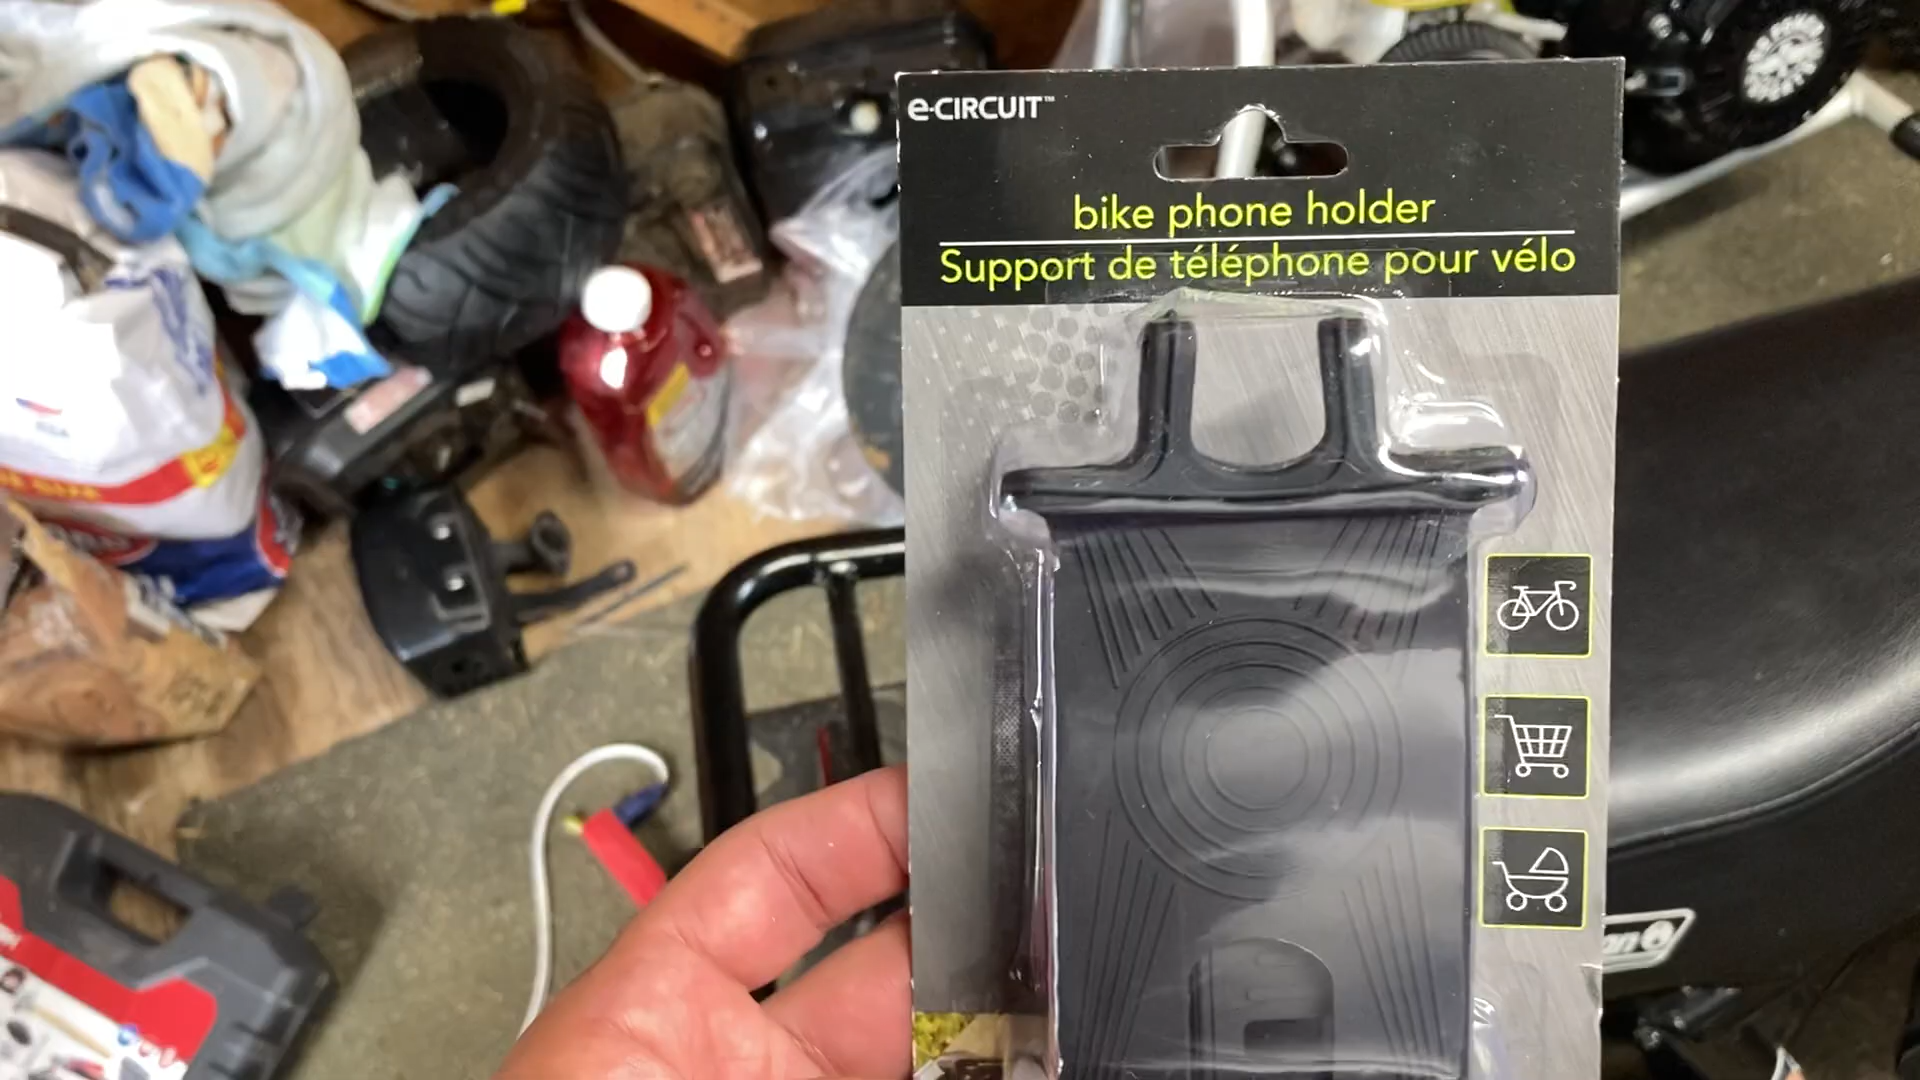 e·CIRCUIT™
bike phone holder
Support de téléphone pour vélo